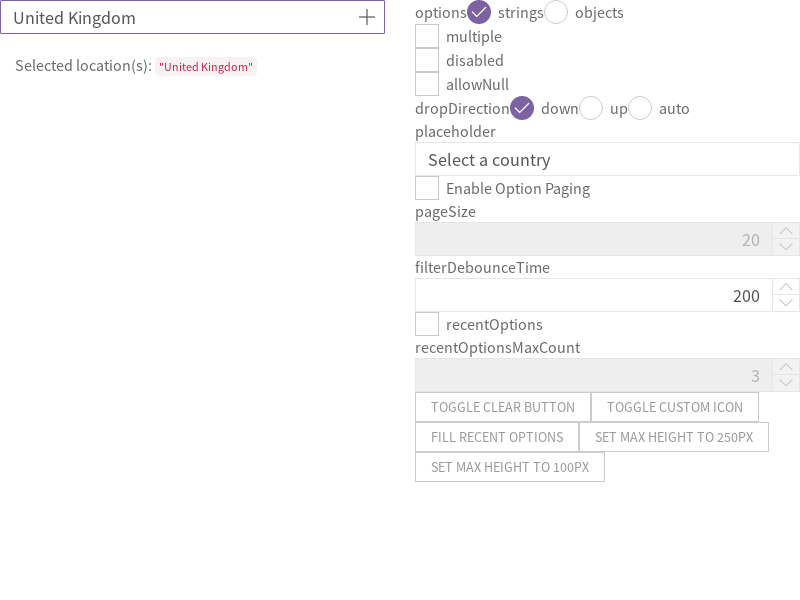 United Kingdom
Selected location(s): "United Kingdom"
options strings objects
multiple
disabled
allowNull
dropDirection down up auto
placeholder
Select a country
Enable Option Paging
pageSize
20
filterDebounceTime
200
recentOptions
recentOptionsMaxCount
3
TOGGLE CLEAR BUTTON TOGGLE CUSTOM ICON
FILL RECENT OPTIONS SET MAX HEIGHT TO 250PX
SET MAX HEIGHT TO 100PX